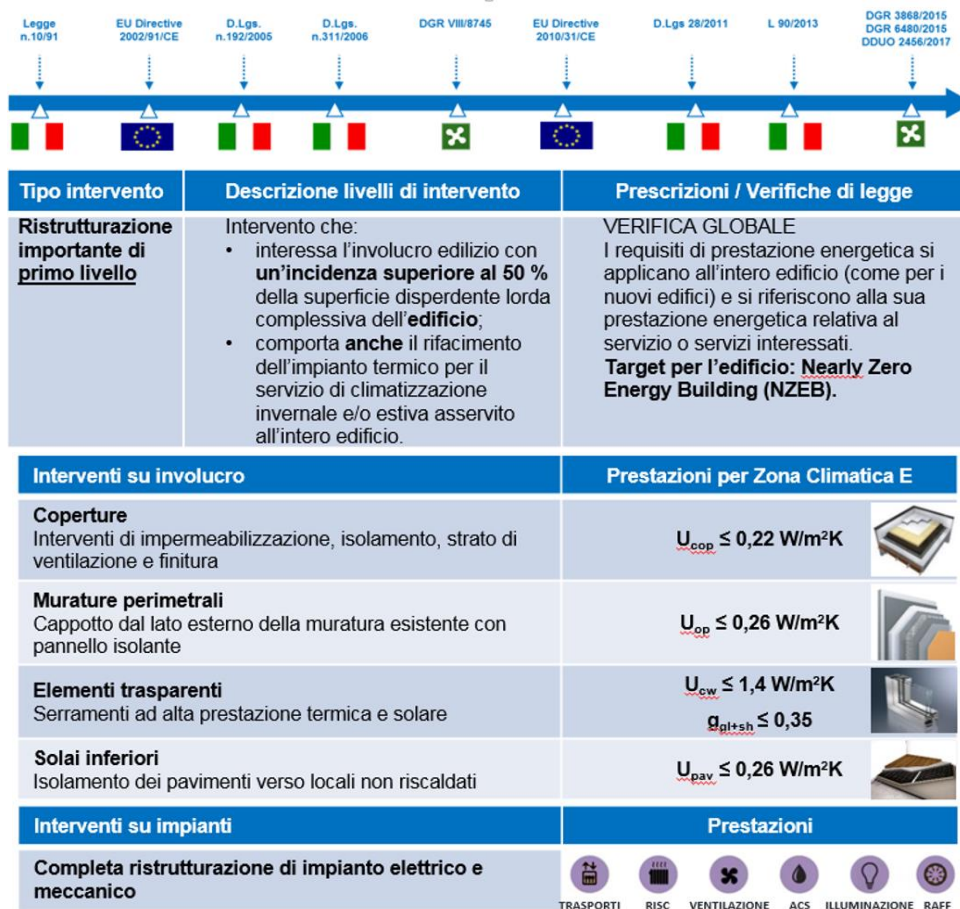 Legge
n.10/91
EU Directive
2002/91/CE
D.Lgs.
n.192/2005
D.Lgs.
n.311/2006
DGR VIII/8745
EU Directive
2010/31/CE
D.Lgs 28/2011
L 90/2013
DGR 3868/2015
DGR 6480/2015
DDUO 2456/2017
Tipo intervento
Descrizione livelli di intervento
Prescrizioni / Verifiche di legge
Ristrutturazione
importante di
primo livello
Intervento che:
• interessa l'involucro edilizio con
un'incidenza superiore al 50 %
della superficie disperdente lorda
complessiva dell'edificio;
• comporta anche il rifacimento
dell'impianto termico per il
servizio di climatizzazione
invernale e/o estiva asservito
all'intero edificio.
VERIFICA GLOBALE
I requisiti di prestazione energetica si
applicano all'intero edificio (come per i
nuovi edifici) e si riferiscono alla sua
prestazione energetica relativa al
servizio o servizi interessati.
Target per l'edificio: Nearly Zero
Energy Building (NZEB).
Interventi su involucro
Prestazioni per Zona Climatica E
Coperture
Interventi di impermeabilizzazione, isolamento, strato di
ventilazione e finitura
Ucop ≤ 0,22 W/m²K
Murature perimetrali
Cappotto dal lato esterno della muratura esistente con
pannello isolante
Uop ≤ 0,26 W/m²K
Elementi trasparenti
Serramenti ad alta prestazione termica e solare
Ucw ≤ 1,4 W/m²K
ggl+sh ≤ 0,35
Solai inferiori
Isolamento dei pavimenti verso locali non riscaldati
Upav ≤ 0,26 W/m²K
Interventi su impianti
Prestazioni
Completa ristrutturazione di impianto elettrico e
meccanico
TRASPORTI
RISC
VENTILAZIONE
ACS
ILLUMINAZIONE
RAFF